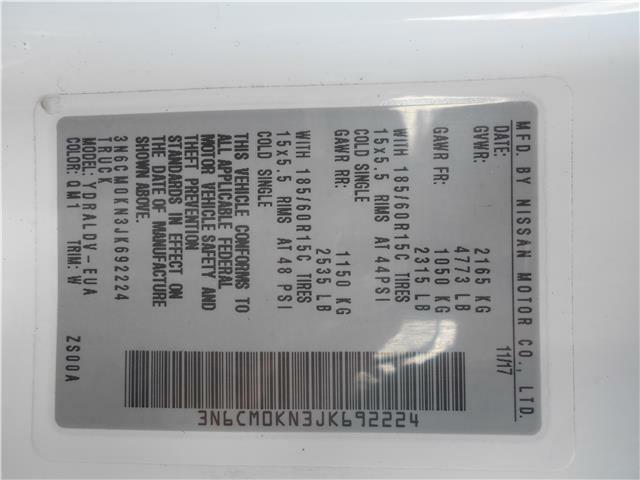 MFD. BY NISSAN MOTOR CO., LTD.
DATE: 11/17
GVWR: 2165 KG
4773 LB
GAWR FR: 1050 KG
2315 LB
WITH 185/60R15C TIRES
15x5.5 RIMS AT 44PSI
COLD SINGLE
GAWR RR: 1150 KG
2535 LB
WITH 185/60R15C TIRES
15x5.5 RIMS AT 48 PSI
COLD SINGLE
THIS VEHICLE CONFORMS TO
ALL APPLICABLE FEDERAL
MOTOR VEHICLE SAFETY AND
THEFT PREVENTION
STANDARDS IN EFFECT ON
THE DATE OF MANUFACTURE
SHOWN ABOVE.
3N6CM0KN3JK692224
TRUCK
MODEL: YDRALDV-EUA
COLOR: QM1 TRIM: W ZS00A
3N6CM0KN3JK692224